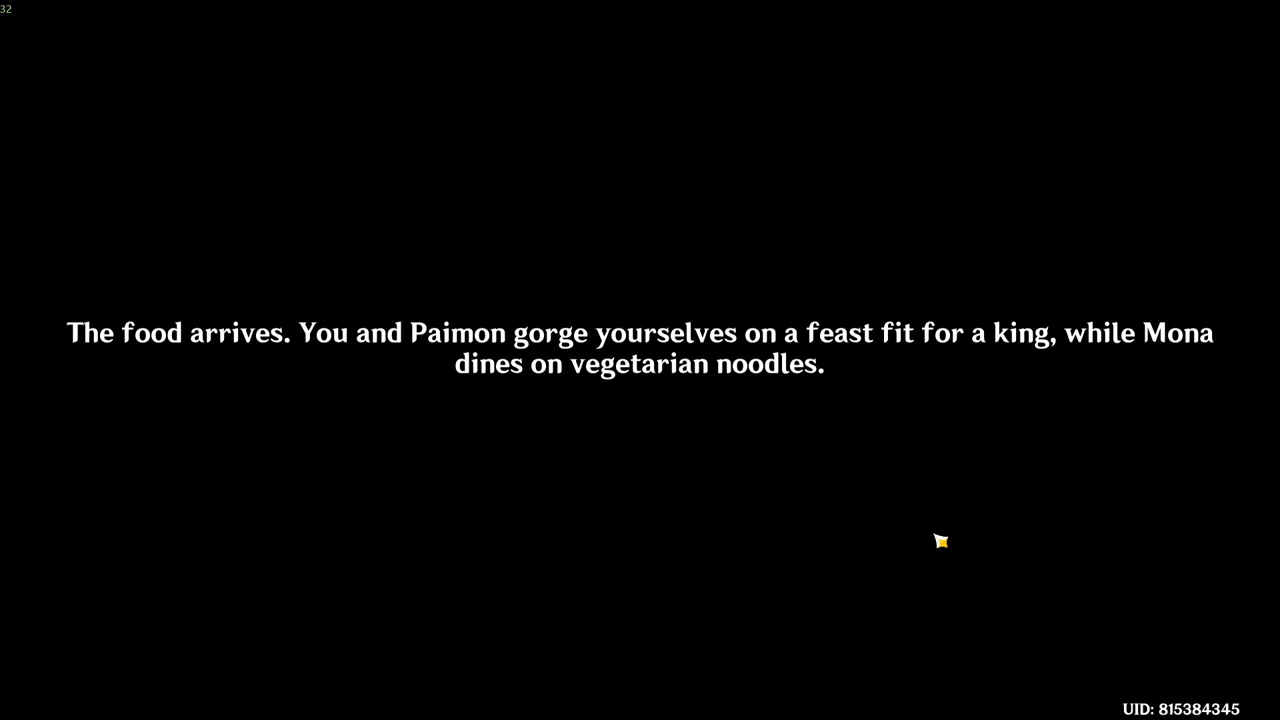 32
The food arrives. You and Paimon gorge yourselves on a feast fit for a king, while Mona
dines on vegetarian noodles.
UID: 815384345